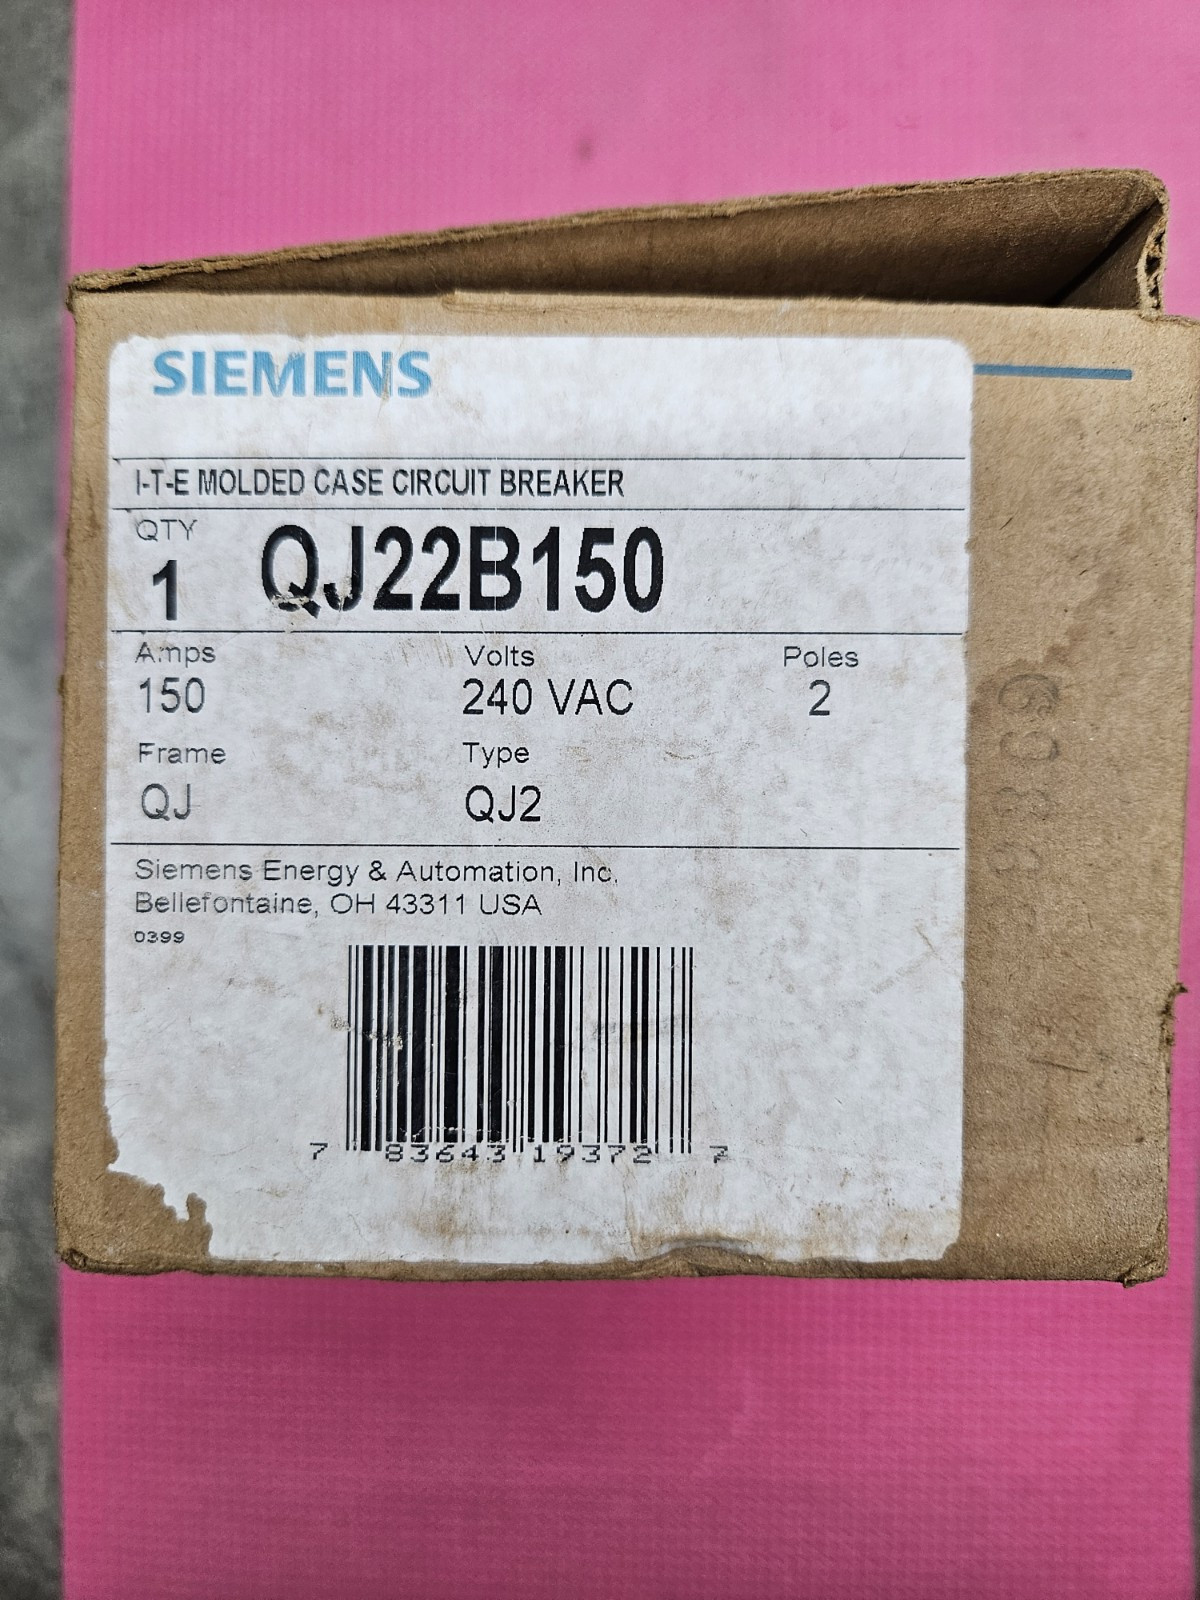 SIEMENS
I-T-E MOLDED CASE CIRCUIT BREAKER
QTY
1 QJ22B150
Amps Volts Poles
150 240 VAC 2
Frame Type
QJ QJ2
Siemens Energy & Automation, Inc.
Bellefontaine, OH 43311 USA
0399
7 83643 19372 7